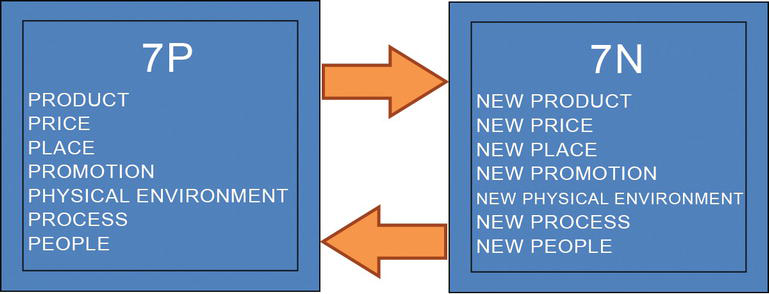 7P
PRODUCT
PRICE
PLACE
PROMOTION
PHYSICAL ENVIRONMENT
PROCESS
PEOPLE
7N
NEW PRODUCT
NEW PRICE
NEW PLACE
NEW PROMOTION
NEW PHYSICAL ENVIRONMENT
NEW PROCESS
NEW PEOPLE